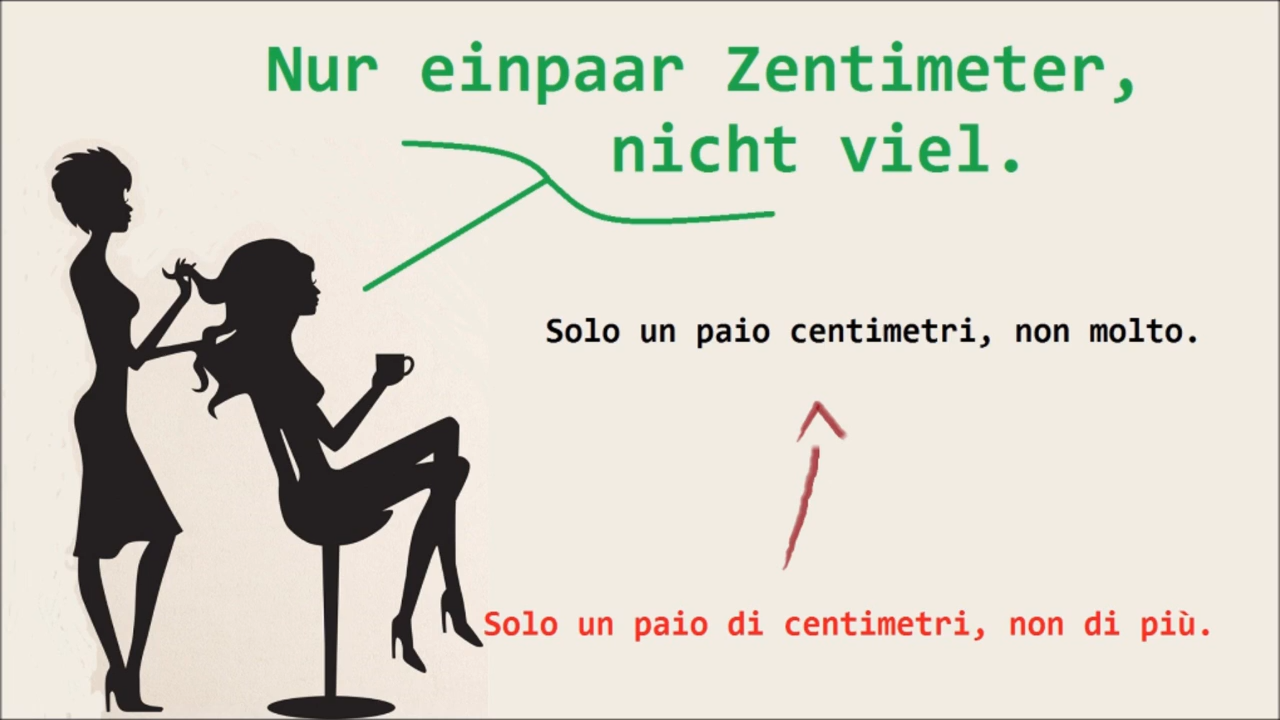 Nur einpaar Zentimeter,
nicht viel.
Solo un paio centimetri, non molto.
Solo un paio di centimetri, non di più.